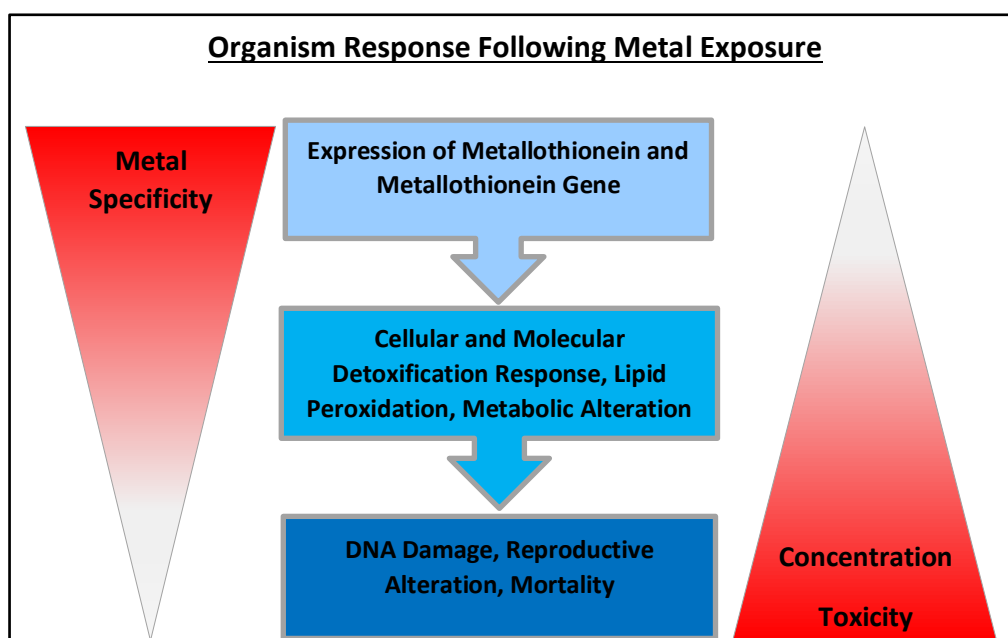 Organism Response Following Metal Exposure
Metal
Specificity
Expression of Metallothionein and
Metallothionein Gene
Cellular and Molecular
Detoxification Response, Lipid
Peroxidation, Metabolic Alteration
DNA Damage, Reproductive
Alteration, Mortality
Concentration
Toxicity